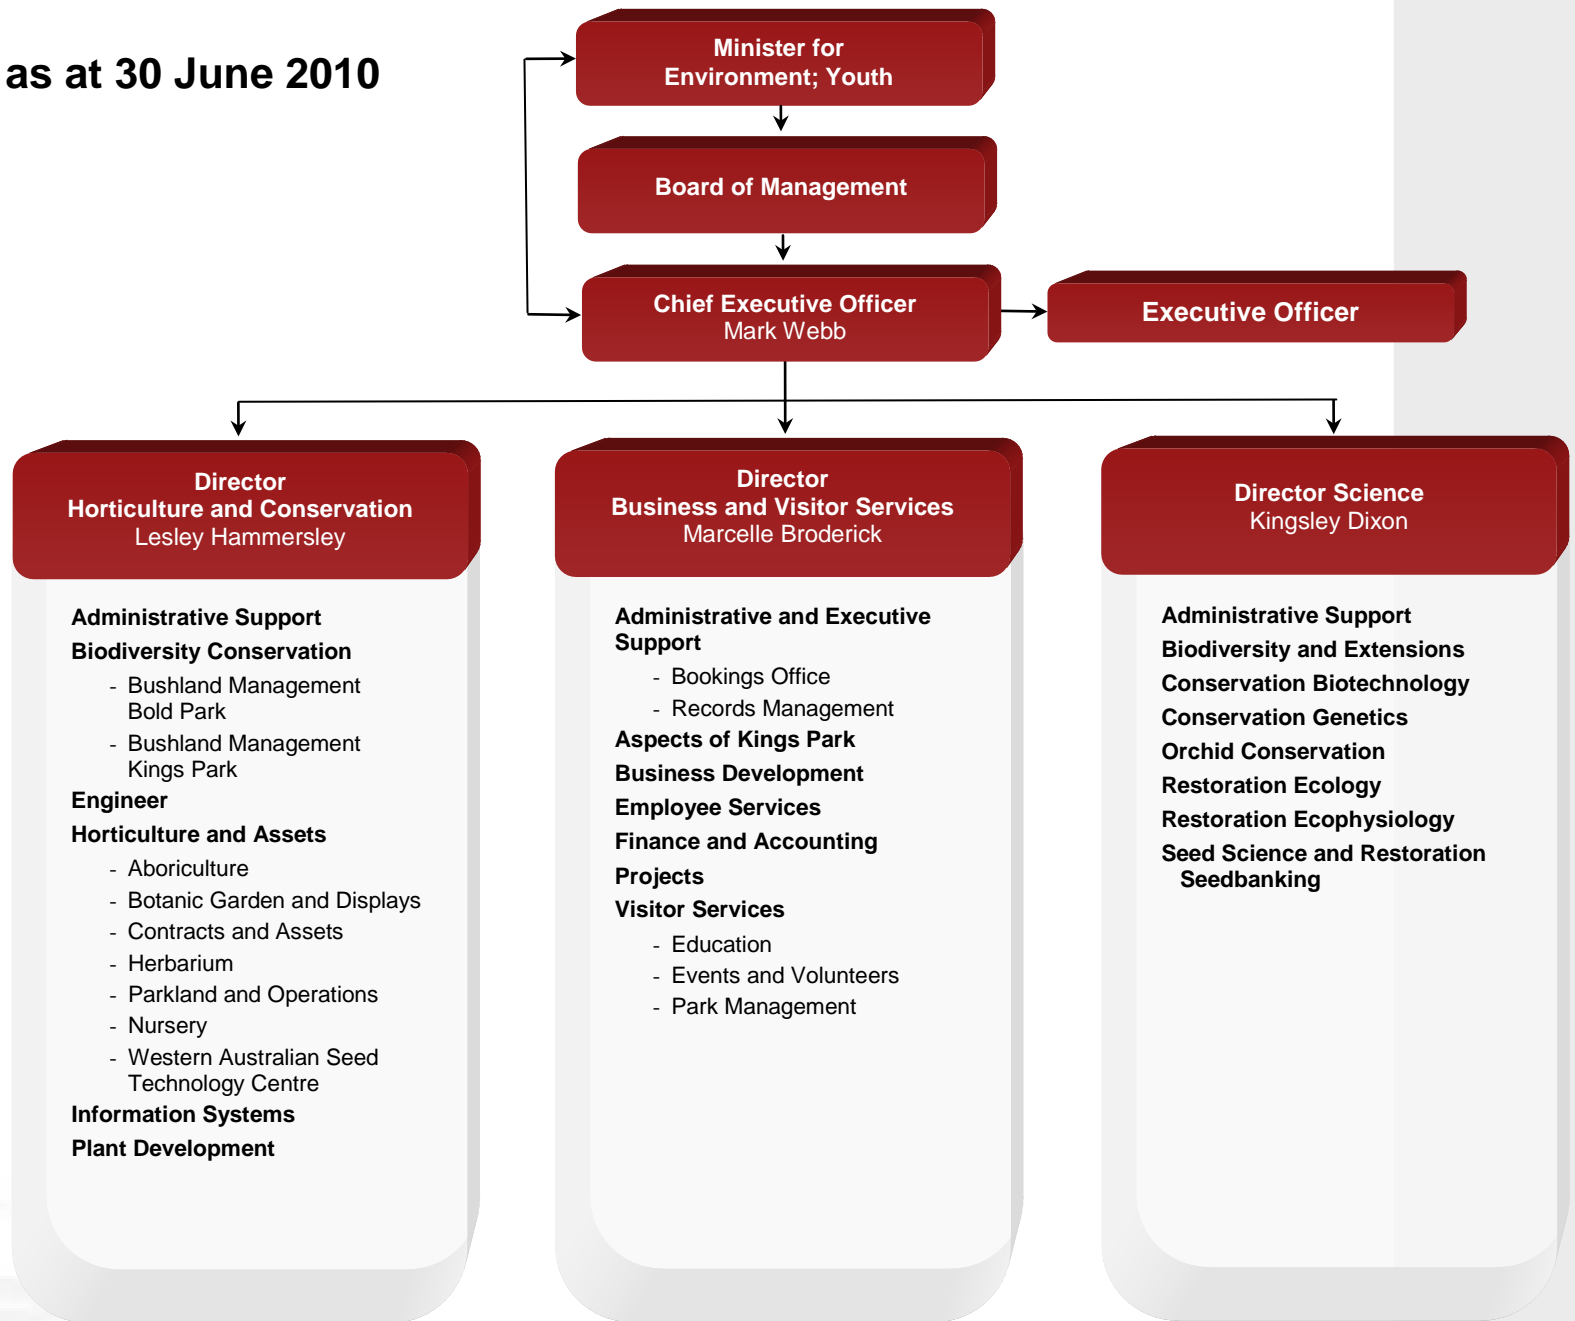 as at 30 June 2010
Minister for
Environment; Youth
Board of Management
Chief Executive Officer
Mark Webb
Executive Officer
Director
Horticulture and Conservation
Lesley Hammersley
Administrative Support
Biodiversity Conservation
- Bushland Management
Bold Park
- Bushland Management
Kings Park
Engineer
Horticulture and Assets
- Aboriculture
- Botanic Garden and Displays
- Contracts and Assets
- Herbarium
- Parkland and Operations
- Nursery
- Western Australian Seed
Technology Centre
Information Systems
Plant Development
Director
Business and Visitor Services
Marcelle Broderick
Administrative and Executive
Support
- Bookings Office
- Records Management
Aspects of Kings Park
Business Development
Employee Services
Finance and Accounting
Projects
Visitor Services
- Education
- Events and Volunteers
- Park Management
Director Science
Kingsley Dixon
Administrative Support
Biodiversity and Extensions
Conservation Biotechnology
Conservation Genetics
Orchid Conservation
Restoration Ecology
Restoration Ecophysiology
Seed Science and Restoration
Seedbanking